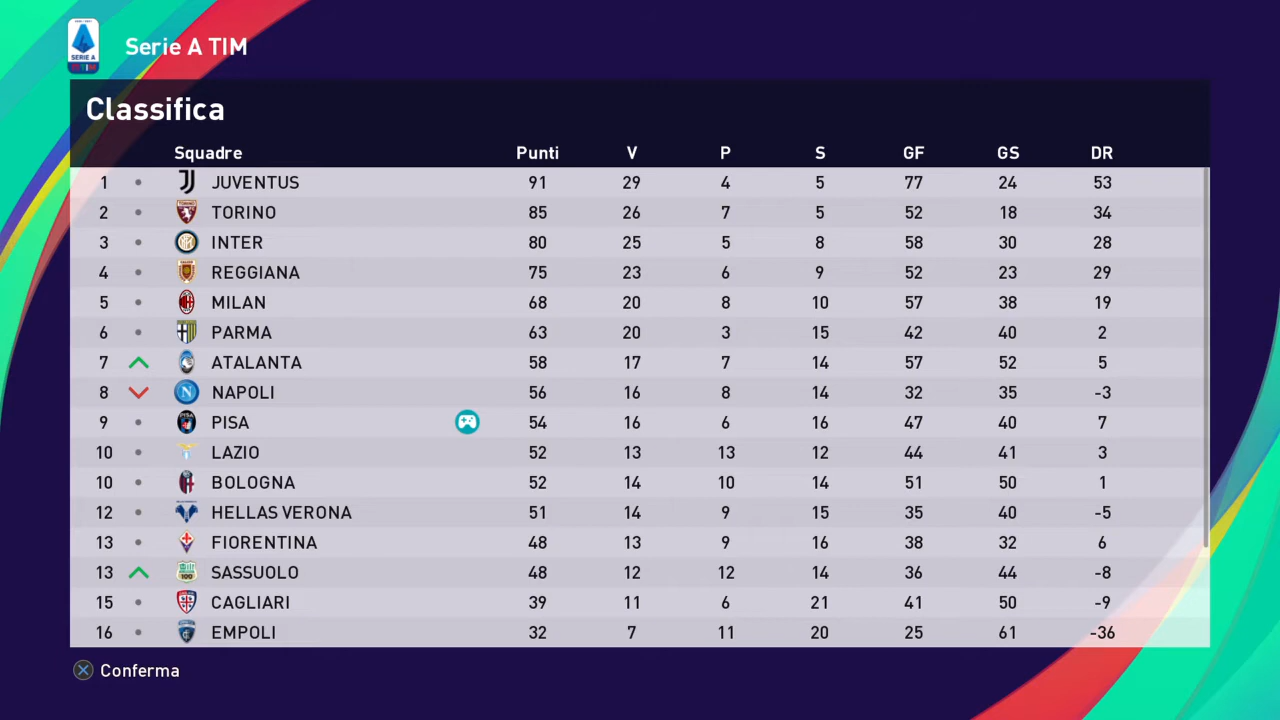 SERIE A
TIM
Serie A TIM
Classifica
Squadre Punti V P S GF GS DR
1 JUVENTUS 91 29 4 5 77 24 53
2 TORINO 85 26 7 5 52 18 34
3 INTER 80 25 5 8 58 30 28
4 REGGIANA 75 23 6 9 52 23 29
5 MILAN 68 20 8 10 57 38 19
6 PARMA 63 20 3 15 42 40 2
7 ATALANTA 58 17 7 14 57 52 5
8 N NAPOLI 56 16 8 14 32 35 -3
9 PISA PISA 54 16 6 16 47 40 7
10 LAZIO 52 13 13 12 44 41 3
10 BOLOGNA 52 14 10 14 51 50 1
12 HELLAS VERONA 51 14 9 15 35 40 -5
13 FIORENTINA 48 13 9 16 38 32 6
13 100 SASSUOLO 48 12 12 14 36 44 -8
15 CAGLIARI 39 11 6 21 41 50 -9
16 EMPOLI 32 7 11 20 25 61 -36
Conferma